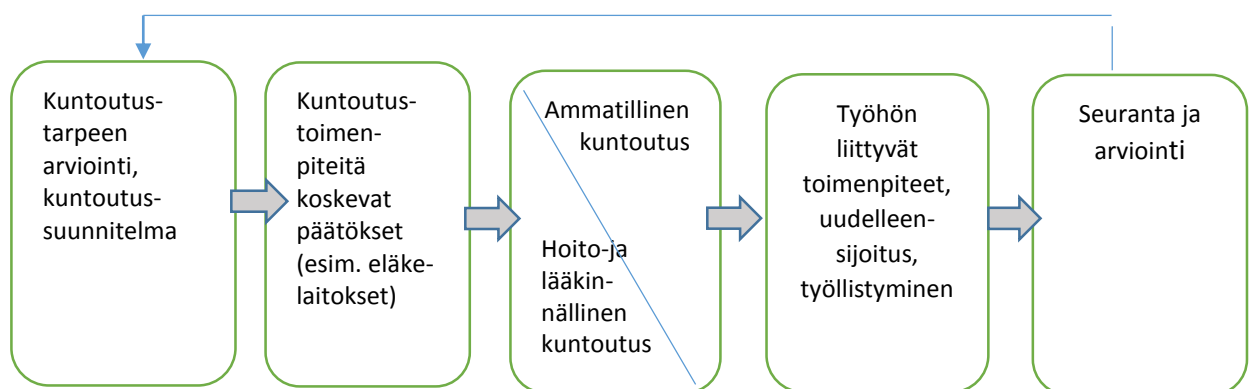 Kuntoutus-
tarpeen
arviointi,
kuntoutus-
suunnitelma
Kuntoutus-
toimen-
piteitä
koskevat
päätökset
(esim. eläke-
laitokset)
Ammatillinen
kuntoutus
Hoito-ja
lääkin-
nällinen
kuntoutus
Työhön
liittyvät
toimenpiteet,
uudelleen-
sijoitus,
työllistyminen
Seuranta ja
arviointi